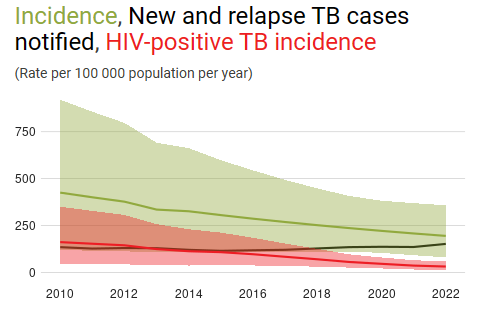 Incidence, New and relapse TB cases
notified, HIV-positive TB incidence
(Rate per 100 000 population per year)
750
500
250
0
2010 2012 2014 2016 2018 2020 2022